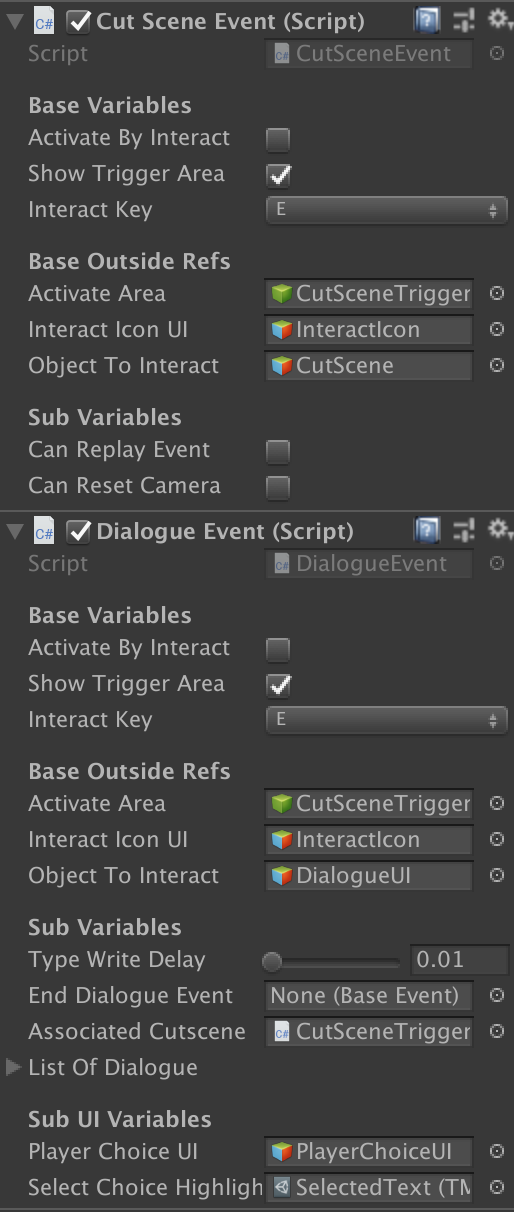 C# Cut Scene Event (Script)
Script C# CutSceneEvent
Base Variables
Activate By Interact
Show Trigger Area
Interact Key E
Base Outside Refs
Activate Area CutSceneTrigger
Interact Icon UI InteractIcon
Object To Interact CutScene
Sub Variables
Can Replay Event
Can Reset Camera
C# Dialogue Event (Script)
Script C# DialogueEvent
Base Variables
Activate By Interact
Show Trigger Area
Interact Key E
Base Outside Refs
Activate Area CutSceneTrigger
Interact Icon UI InteractIcon
Object To Interact DialogueUI
Sub Variables
Type Write Delay 0.01
End Dialogue Event None (Base Event)
Associated Cutscene C# CutSceneTrigger
List Of Dialogue
Sub UI Variables
Player Choice UI PlayerChoiceUI
Select Choice Highligh SelectedText (TM